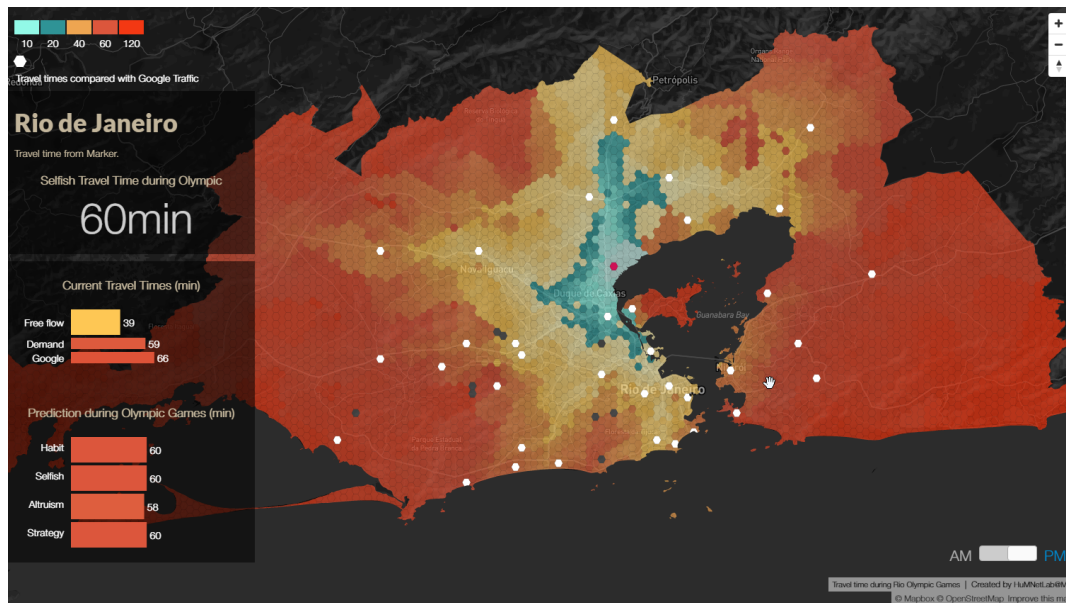 10 20 40 60 120
Travel times compared with Google Traffic
Rio de Janeiro
Travel time from Marker.
Selfish Travel Time during Olympic
60min
Current Travel Times (min)
Free flow 39
Demand 59
Google 66
Prediction during Olympic Games (min)
Habit 60
Selfish 60
Altruism 58
Strategy 60
Petrópolis
Nova Iguaçu
Duque de Caxias
Guanabara Bay
Rio de Janeiro
AM PM
+
−
Travel time during Rio Olympic Games | Created by HuMNetLab@M
© Mapbox © OpenStreetMap Improve this ma